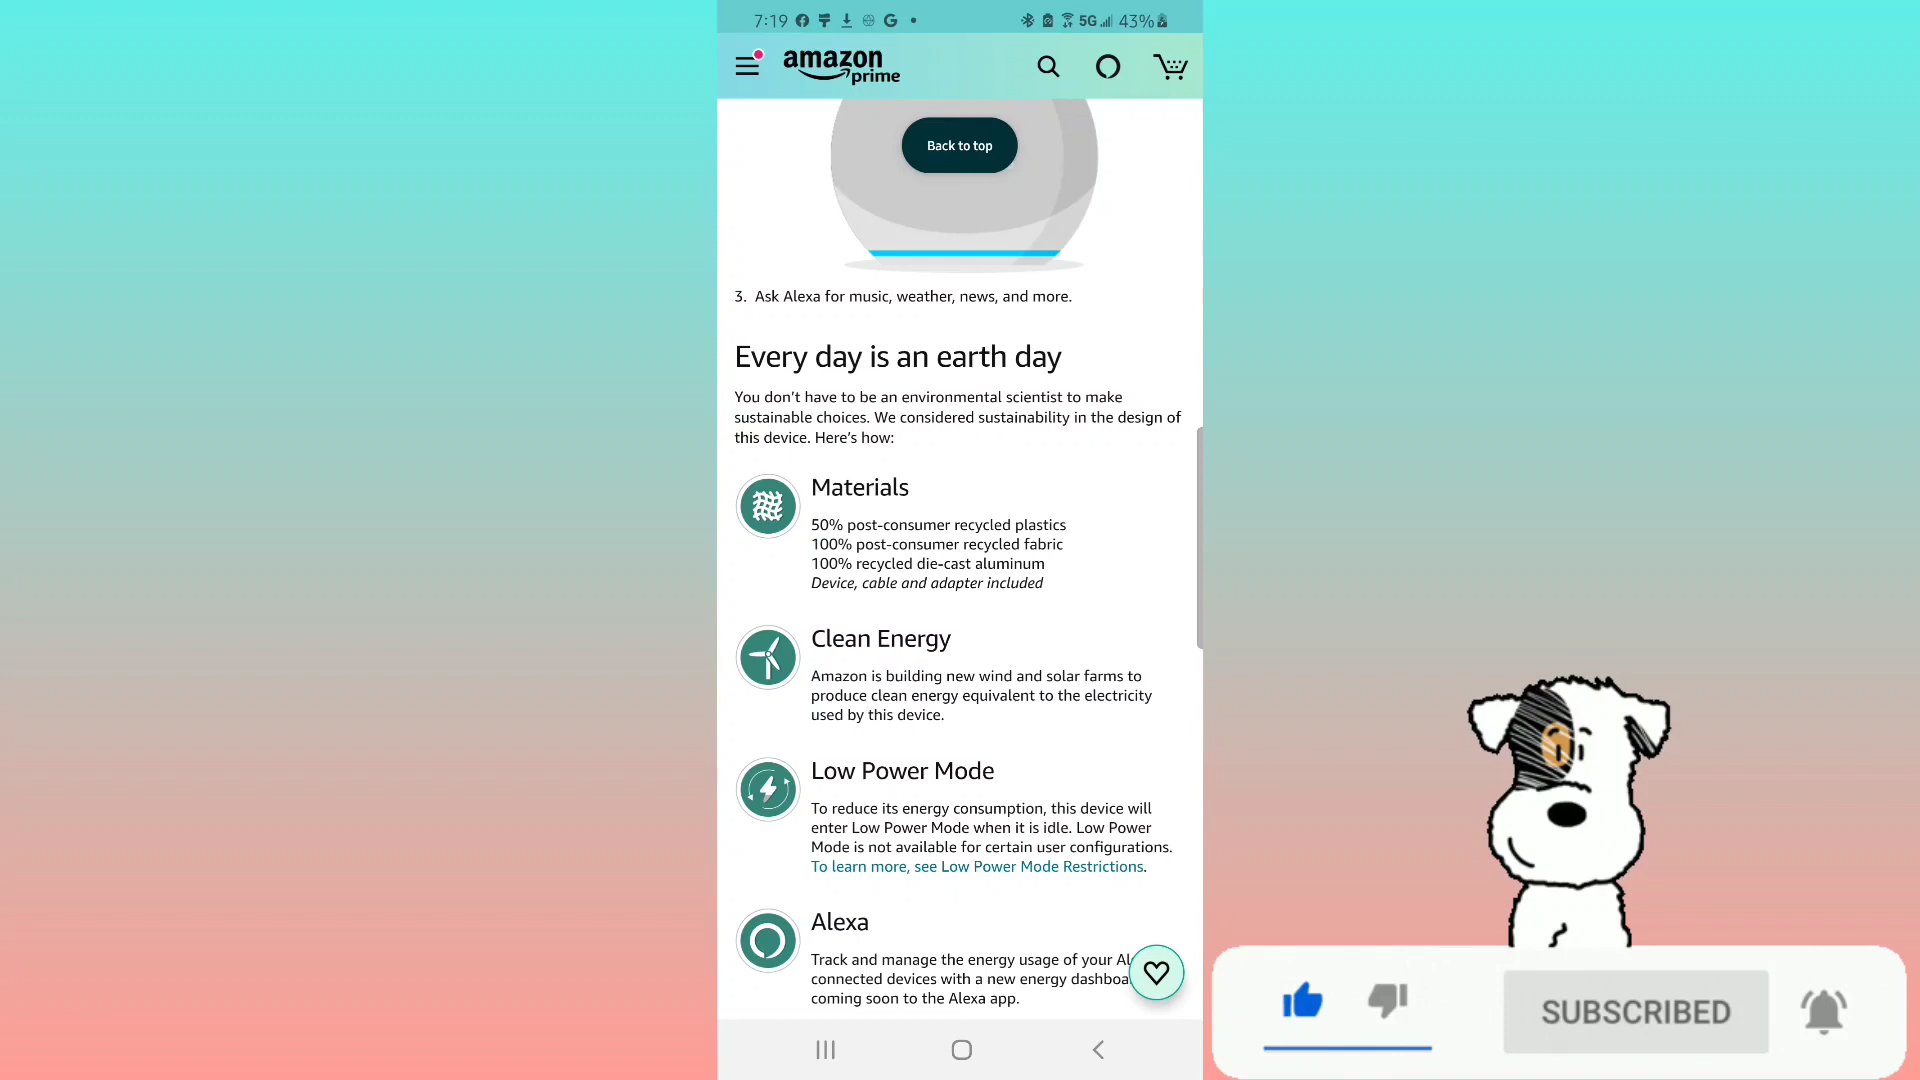 7:19
5G 43%
amazon
prime
Back to top
3. Ask Alexa for music, weather, news, and more.
Every day is an earth day
You don't have to be an environmental scientist to make
sustainable choices. We considered sustainability in the design of
this device. Here's how:
Materials
50% post-consumer recycled plastics
100% post-consumer recycled fabric
100% recycled die-cast aluminum
Device, cable and adapter included
Clean Energy
Amazon is building new wind and solar farms to
produce clean energy equivalent to the electricity
used by this device.
Low Power Mode
To reduce its energy consumption, this device will
enter Low Power Mode when it is idle. Low Power
Mode is not available for certain user configurations.
To learn more, see Low Power Mode Restrictions.
Alexa
Track and manage the energy usage of your
connected devices with a new energy
coming soon to the Alexa app.
SUBSCRIBED